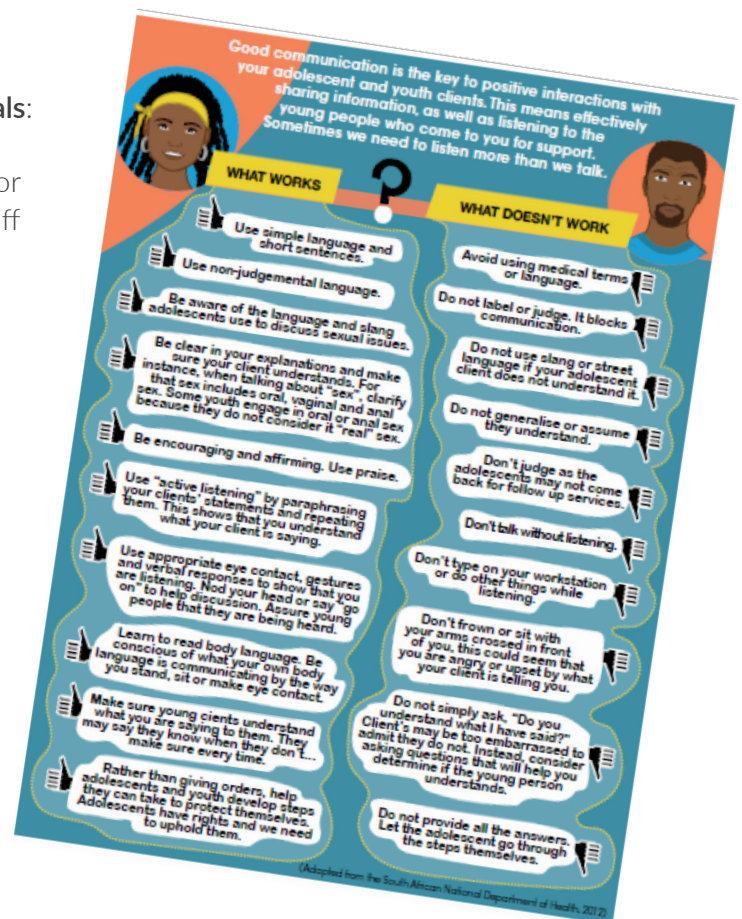 als:
or
ff
Good communication is the key to positive interactions with
your adolescent and youth clients. This means effectively
sharing information, as well as listening to the
young people who come to you for support.
Sometimes we need to listen more than we talk.
?
WHAT WORKS
Use simple language and
short sentences.
Use non-judgemental language.
Be aware of the language and slang
adolescents use to discuss sexual issues.
Be clear in your explanations and make
sure your client understands. For
instance, when talking about "sex", clarify
that sex includes oral, vaginal and anal
sex. Some youth engage in oral or anal sex
because they do not consider it "real" sex.
Be encouraging and affirming. Use praise.
Use "active listening" by paraphrasing
your clients' statements and repeating
them. This shows that you understand
what your client is saying.
Use appropriate eye contact, gestures
and verbal responses to show that you
are listening. Nod your head or say "go
on" to help discussion. Assure young
people that they are being heard.
Learn to read body language. Be
conscious of what your own body
language is communicating by the way
you stand, sit or make eye contact.
Make sure young cients understand
what you are saying to them. They
may say they know when they don't...
make sure every time.
Rather than giving orders, help
adolescents and youth develop steps
they can take to protect themselves.
Adolescents have rights and we need
to uphold them.
WHAT DOESN'T WORK
Avoid using medical terms
or language.
Do not label or judge. It blocks
communication.
Do not use slang or street
language if your adolescent
client does not understand it.
Do not generalise or assume
they understand.
Don't judge as the
adolescents may not come
back for follow up services.
Don't talk without listening.
Don't type on your workstation
or do other things while
listening.
Don't frown or sit with
your arms crossed in front
of you, this could seem that
you are angry or upset by what
your client is telling you.
Do not simply ask, "Do you
understand what I have said?"
Client's may be too embarrassed to
admit they do not. Instead, consider
asking questions that will help you
determine if the young person
understands.
Do not provide all the answers.
Let the adolescent go through
the steps themselves.
(Adapted from the South African National Department of Health, 2012)